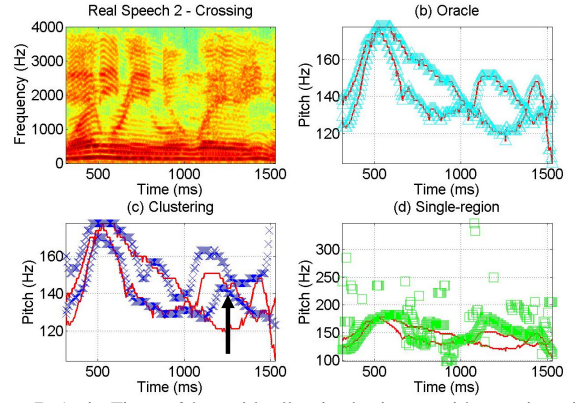 Real Speech 2 - Crossing
4000
3000
2000
1000
0
Frequency (Hz)
500
1000
1500
Time (ms)
(b) Oracle
160
140
120
Pitch (Hz)
500
1000
1500
Time (ms)
(c) Clustering
160
140
120
Pitch (Hz)
500
1000
1500
Time (ms)
(d) Single-region
300
250
200
150
100
Pitch (Hz)
500
1000
1500
Time (ms)